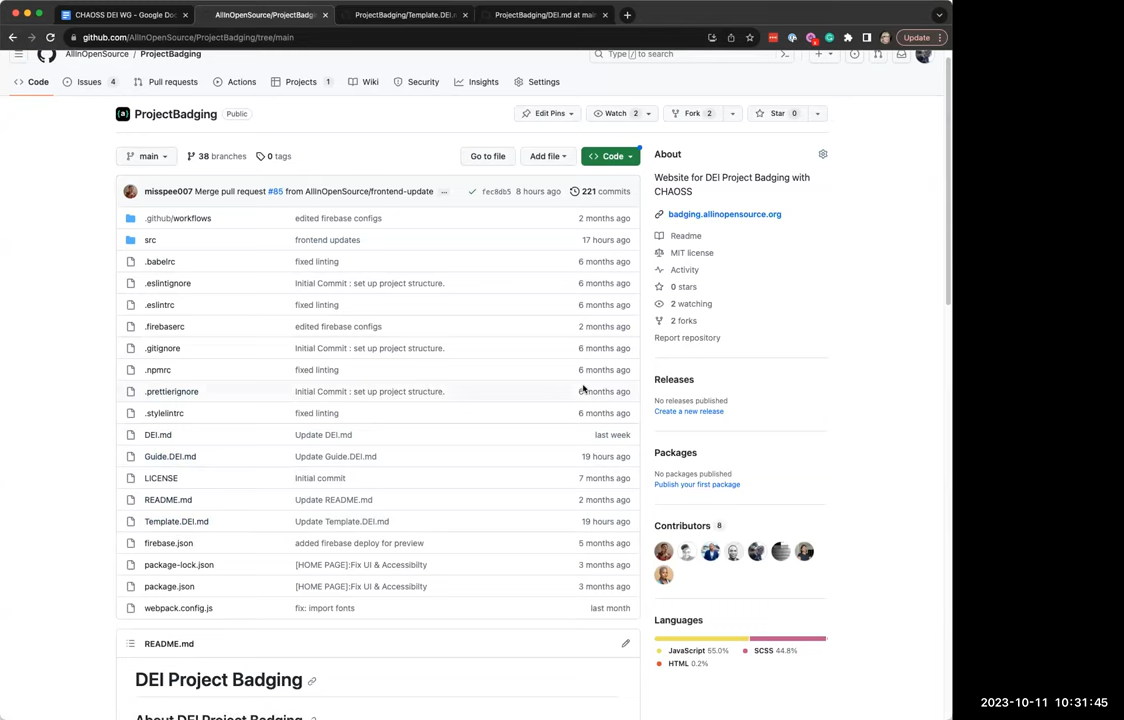 CHAOSS DEI WG - Google Doc
AllInOpenSource/ProjectBadg
ProjectBadging/Template.DEI.
ProjectBadging/DEI.md at mai
github.com/AllInOpenSource/ProjectBadging/tree/main
Update
AllInOpenSource / ProjectBadging
Type / to search
Code
Issues 4
Pull requests
Actions
Projects 1
Wiki
Security
Insights
Settings
ProjectBadging Public
Edit Pins
Watch 2
Fork 2
Star 0
main
38 branches
0 tags
Go to file
Add file
Code
misspee007 Merge pull request #85 from AllInOpenSource/frontend-update ... fec8db5 8 hours ago 221 commits
.github/workflows edited firebase configs 2 months ago
src frontend updates 17 hours ago
.babelrc fixed linting 6 months ago
.eslintignore Initial Commit : set up project structure. 6 months ago
.eslintrc fixed linting 6 months ago
.firebaserc edited firebase configs 2 months ago
.gitignore Initial Commit : set up project structure. 6 months ago
.npmrc fixed linting 6 months ago
.prettierignore Initial Commit : set up project structure. 6 months ago
.stylelintrc fixed linting 6 months ago
DEI.md Update DEI.md last week
Guide.DEI.md Update Guide.DEI.md 19 hours ago
LICENSE Initial commit 7 months ago
README.md Update README.md 2 months ago
Template.DEI.md Update Template.DEI.md 19 hours ago
firebase.json added firebase deploy for preview 5 months ago
package-lock.json [HOME PAGE]:Fix UI & Accessibilty 3 months ago
package.json [HOME PAGE]:Fix UI & Accessibilty 3 months ago
webpack.config.js fix: import fonts last month
README.md
DEI Project Badging
About DEI Project Badging
About
Website for DEI Project Badging with
CHAOSS
badging.allinopensource.org
Readme
MIT license
Activity
0 stars
2 watching
2 forks
Report repository
Releases
No releases published
Create a new release
Packages
No packages published
Publish your first package
Contributors 8
Languages
JavaScript 55.0%
SCSS 44.8%
HTML 0.2%
2023-10-11 10:31:45